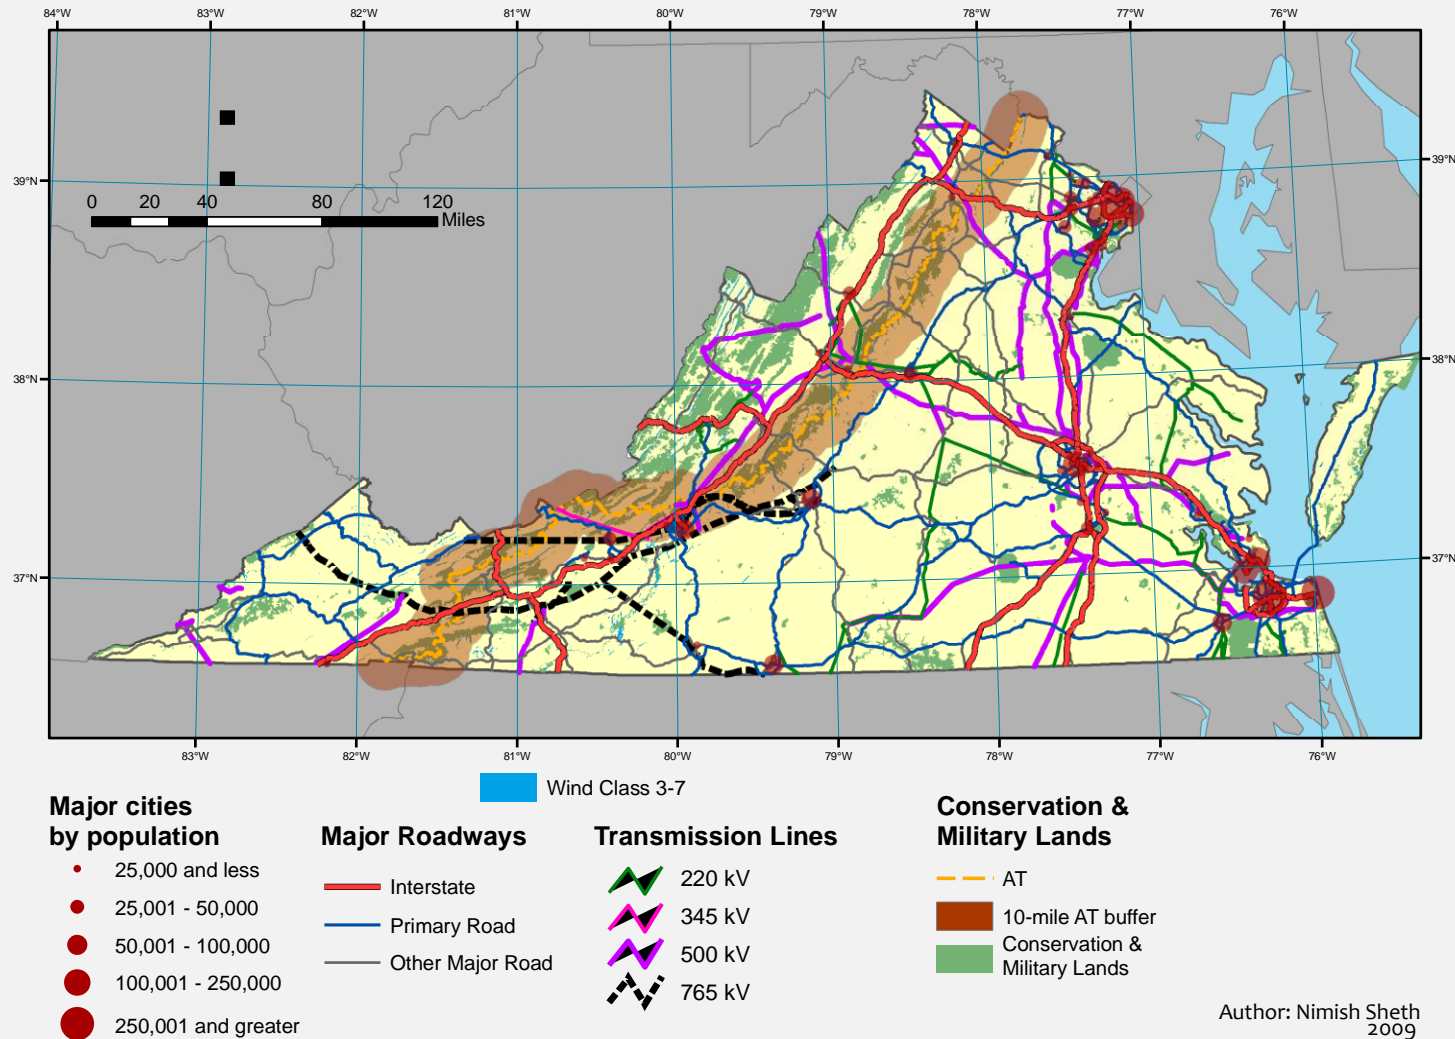 84°W 83°W 82°W 81°W 80°W 79°W 78°W 77°W 76°W
39°N 39°N
0 20 40 80 120
Miles
38°N 38°N
37°N 37°N
83°W 82°W 81°W 80°W 79°W 78°W 77°W 76°W
Wind Class 3-7
Major cities
by population
25,000 and less
25,001 - 50,000
50,001 - 100,000
100,001 - 250,000
250,001 and greater
Major Roadways
Interstate
Primary Road
Other Major Road
Transmission Lines
220 kV
345 kV
500 kV
765 kV
Conservation &
Military Lands
AT
10-mile AT buffer
Conservation &
Military Lands
Author: Nimish Sheth
2009